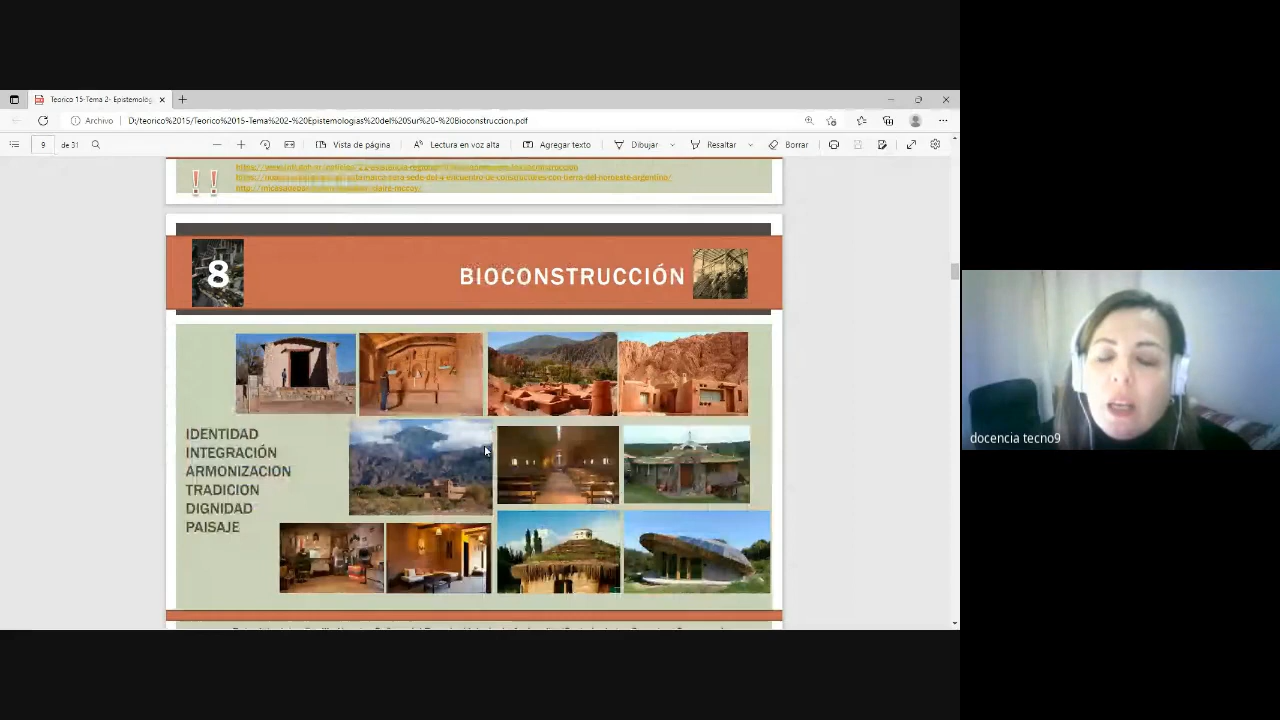 Teorico 15-Tema 2- Epistemolog
Archivo
D:/teorico%2015/Teorico%2015-Tema%202-%20Epistemologias%20del%20Sur%20-%20Bioconstruccion.pdf
9
de 31
Vista de página
Lectura en voz alta
Agregar texto
Dibujar
Resaltar
Borrar
!!
8
BIOCONSTRUCCIÓN
IDENTIDAD
INTEGRACIÓN
ARMONIZACION
TRADICION
DIGNIDAD
PAISAJE
docencia tecno9